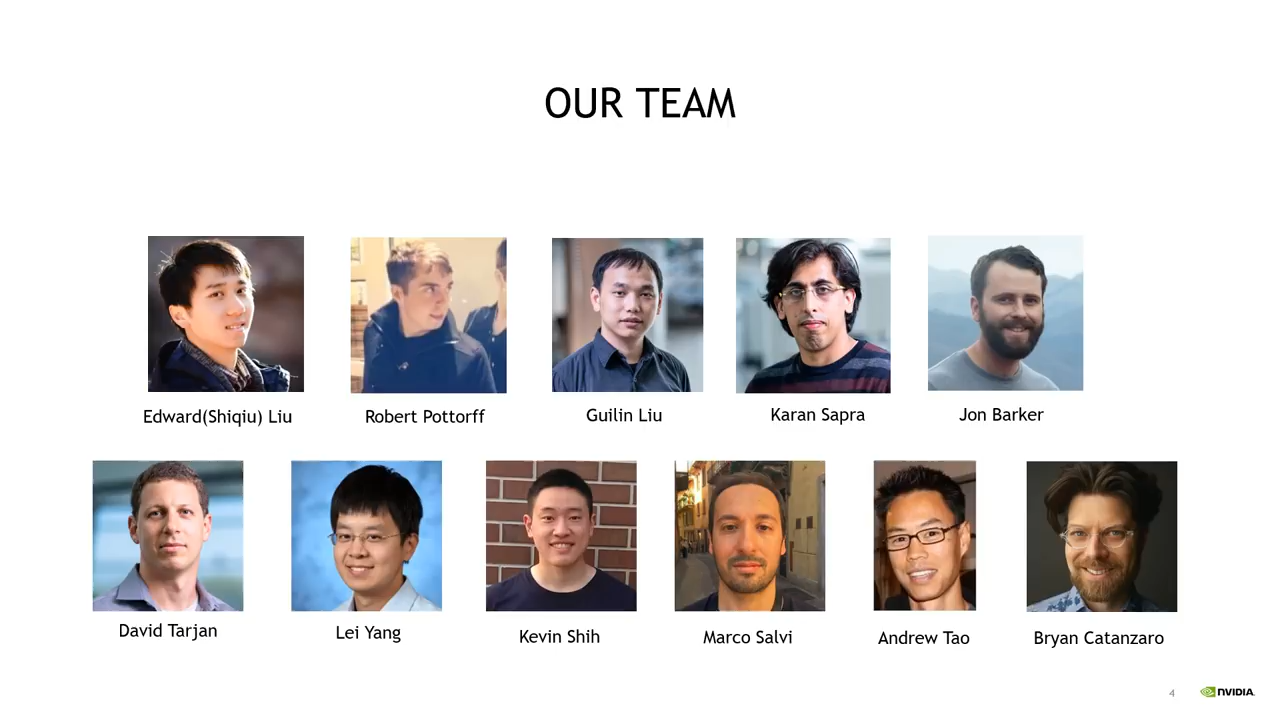 OUR TEAM
Edward(Shiqiu) Liu
Robert Pottorff
Guilin Liu
Karan Sapra
Jon Barker
David Tarjan
Lei Yang
Kevin Shih
Marco Salvi
Andrew Tao
Bryan Catanzaro
4
NVIDIA.